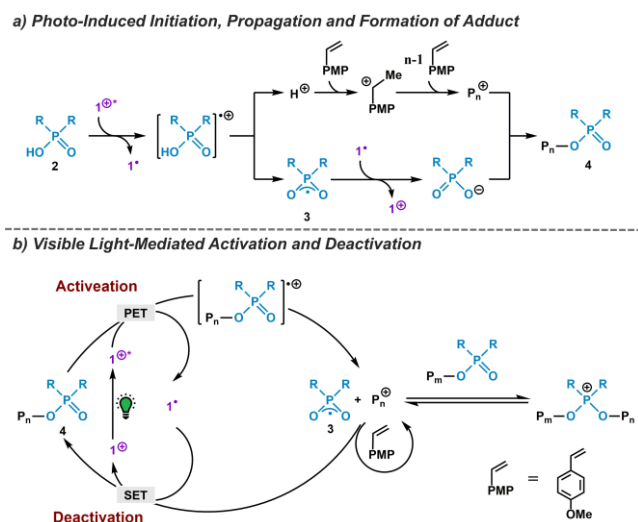 a) Photo-Induced Initiation, Propagation and Formation of Adduct
PMP
n-1
PMP
R R
1⊕*
R R
•⊕
H⊕
⊕ Me
PMP
Pn⊕
R R
P
HO O
2
1•
P
HO O
R R
P
O O
•
3
1•
1⊕
R R
P
O O⊖
P
Pn O O
4
b) Visible Light-Mediated Activation and Deactivation
Activeation
PET
R R
P
Pn—O O
•⊕
1⊕*
R R
P
Pn—O O
4
1•
1⊕
SET
Deactivation
R R
P
O O
•
3
+ Pn⊕
PMP
R R
P
Pm—O O
R R
⊕
P
Pm—O O—Pn
PMP
=
OMe